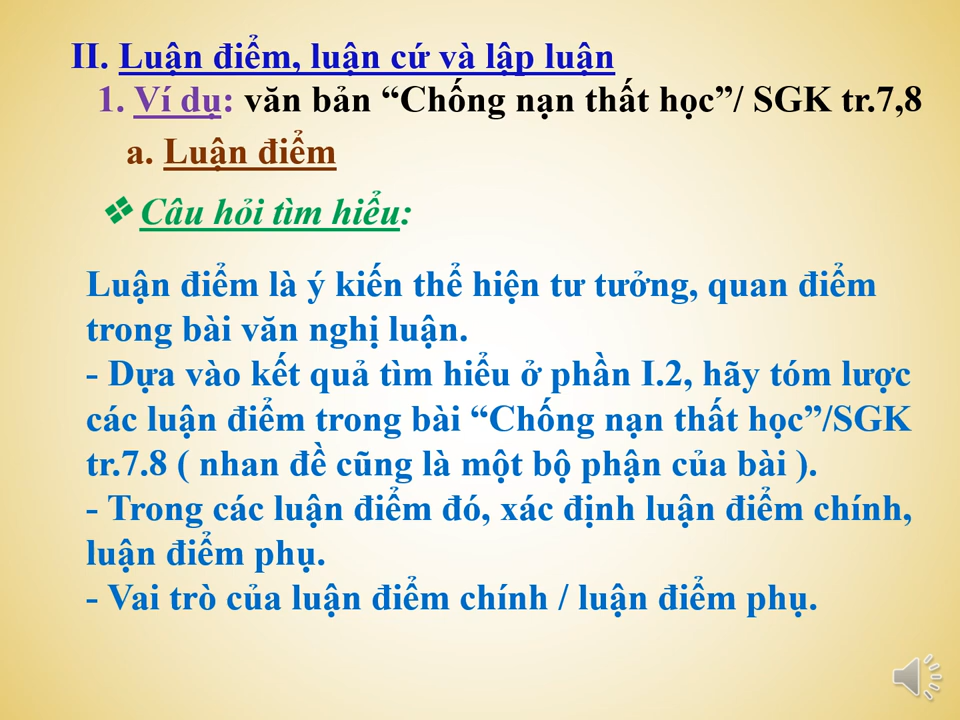 II. Luận điểm, luận cứ và lập luận
1. Ví dụ: văn bản “Chống nạn thất học”/ SGK tr.7,8
a. Luận điểm
❖ Câu hỏi tìm hiểu:
Luận điểm là ý kiến thể hiện tư tưởng, quan điểm
trong bài văn nghị luận.
- Dựa vào kết quả tìm hiểu ở phần I.2, hãy tóm lược
các luận điểm trong bài “Chống nạn thất học”/SGK
tr.7.8 ( nhan đề cũng là một bộ phận của bài ).
- Trong các luận điểm đó, xác định luận điểm chính,
luận điểm phụ.
- Vai trò của luận điểm chính / luận điểm phụ.